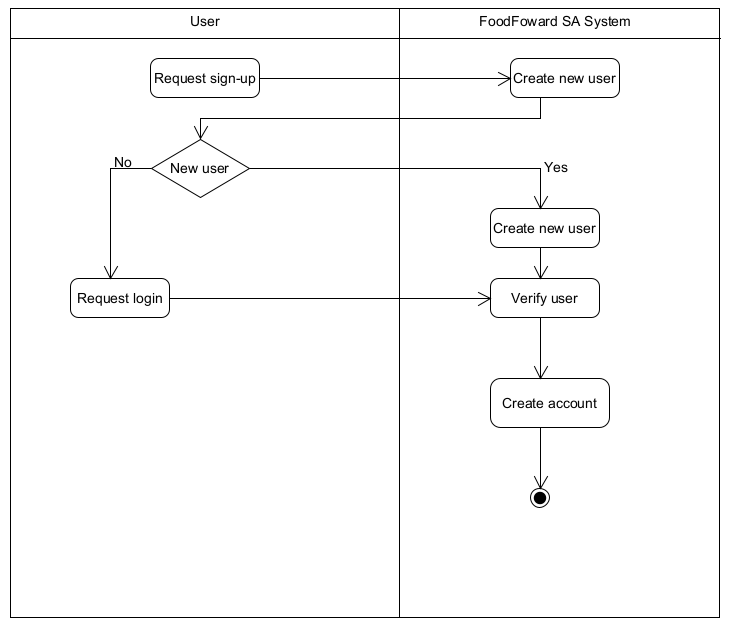 User
FoodFoward SA System
Request sign-up
Create new user
No
New user
Yes
Create new user
Request login
Verify user
Create account